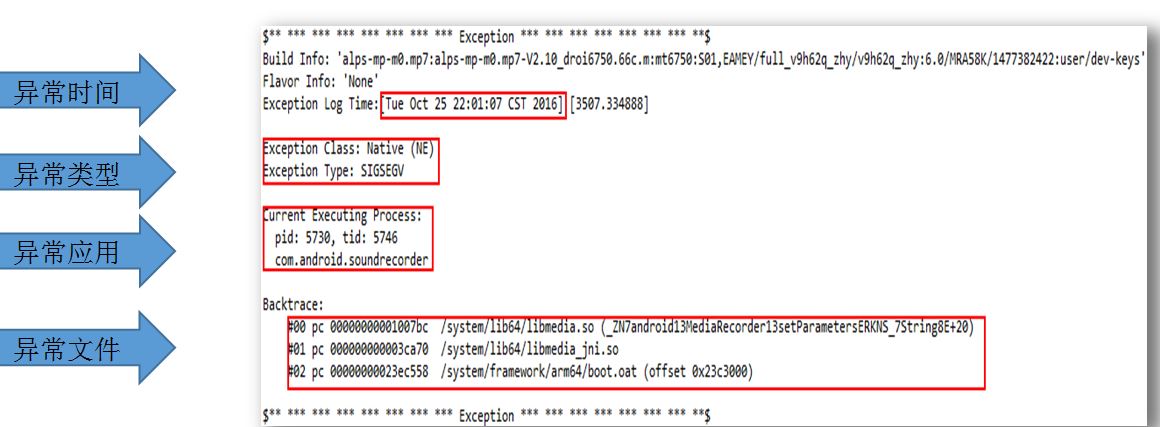 $** *** *** *** *** *** *** *** Exception *** *** *** *** *** *** *** **$
异常时间
Build Info: 'alps-mp-m0.mp7:alps-mp-m0.mp7-V2.10_droi6750.66c.m:mt6750:S01,EAMEY/full_v9h62q_zhy/v9h62q_zhy:6.0/MRA58K/1477382422:user/dev-keys'
Flavor Info: 'None'
Exception Log Time:[Tue Oct 25 22:01:07 CST 2016] [3507.334888]
异常类型
Exception Class: Native (NE)
Exception Type: SIGSEGV
异常应用
Current Executing Process:
pid: 5730, tid: 5746
com.android.soundrecorder
异常文件
Backtrace:
#00 pc 00000000001007bc /system/lib64/libmedia.so (_ZN7android13MediaRecorder13setParametersERKNS_7String8E+20)
#01 pc 000000000003ca70 /system/lib64/libmedia_jni.so
#02 pc 00000000023ec558 /system/framework/arm64/boot.oat (offset 0x23c3000)
$** *** *** *** *** *** *** *** Exception *** *** *** *** *** *** *** **$